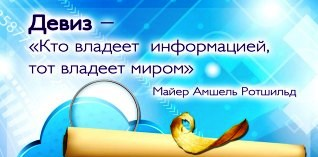 Девиз –
«Кто владеет информацией,
тот владеет миром»
Майер Амшель Ротшильд